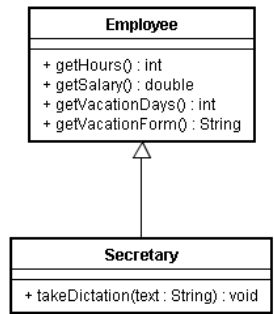 Employee
+ getHours() : int
+ getSalary() : double
+ getVacationDays() : int
+ getVacationForm() : String
Secretary
+ takeDictation(text : String) : void